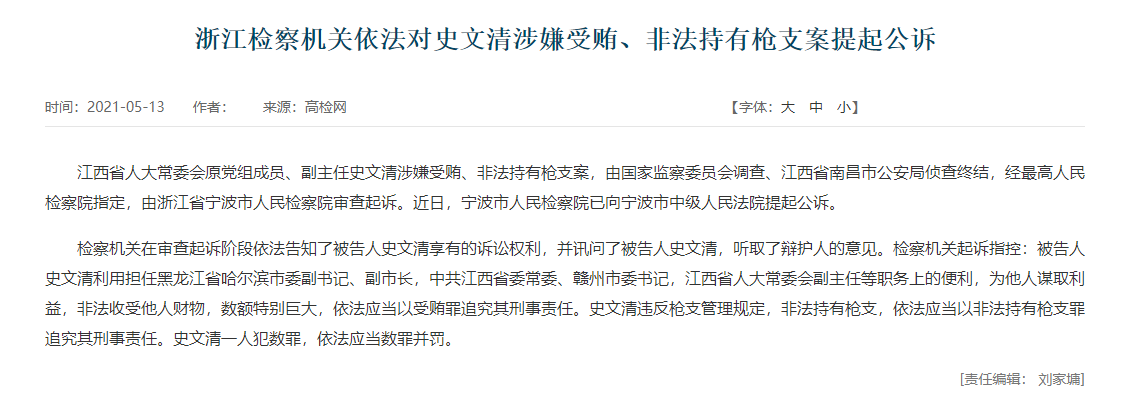 浙江检察机关依法对史文清涉嫌受贿、非法持有枪支案提起公诉
时间：2021-05-13 作者： 来源：高检网 【字体：大 中 小】
江西省人大常委会原党组成员、副主任史文清涉嫌受贿、非法持有枪支案，由国家监察委员会调查、江西省南昌市公安局侦查终结，经最高人民
检察院指定，由浙江省宁波市人民检察院审查起诉。近日，宁波市人民检察院已向宁波市中级人民法院提起公诉。
检察机关在审查起诉阶段依法告知了被告人史文清享有的诉讼权利，并讯问了被告人史文清，听取了辩护人的意见。检察机关起诉指控：被告人
史文清利用担任黑龙江省哈尔滨市委副书记、副市长，中共江西省委常委、赣州市委书记，江西省人大常委会副主任等职务上的便利，为他人谋取利
益，非法收受他人财物，数额特别巨大，依法应当以受贿罪追究其刑事责任。史文清违反枪支管理规定，非法持有枪支，依法应当以非法持有枪支罪
追究其刑事责任。史文清一人犯数罪，依法应当数罪并罚。
[责任编辑： 刘家墉]